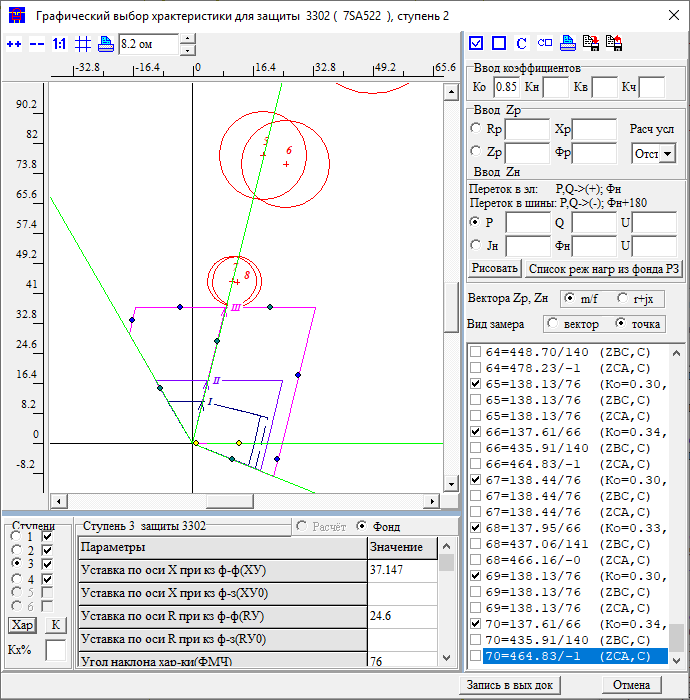 Графический выбор храктеристики для защиты 3302 ( 7SA522 ), ступень 2
++ -- 1:1 8.2 ом
C
-32.8 -16.4 0 16.4 32.8 49.2 65.6
90.2
82
73.8
65.6
57.4
49.2
41
32.8
24.6
16.4
8.2
0
-8.2
5
6
7
8
III
II
I
Ввод коэффициентов
Ко 0.85 Кн Кв Кч
Ввод Zp
Rp Xp Расч усл
Zp Фр Отст
Ввод Zн
Переток в зл: P,Q->(+); Фн
Переток в шины: P,Q->(-); Фн+180
P Q U
Jн Фн U
Рисовать Список реж нагр из фонда РЗ
Вектора Zp, Zн m/f r+jx
Вид замера вектор точка
64=448.70/140 (ZBC,C)
64=478.23/-1 (ZCA,C)
65=138.13/76 (Ko=0.30,
65=138.13/76 (ZBC,C)
65=138.13/76 (ZCA,C)
66=137.61/66 (Ko=0.34,
66=435.91/140 (ZBC,C)
66=464.83/-1 (ZCA,C)
67=138.44/76 (Ko=0.30,
67=138.44/76 (ZBC,C)
67=138.44/76 (ZCA,C)
68=137.95/66 (Ko=0.33,
68=437.06/141 (ZBC,C)
68=466.16/-0 (ZCA,C)
69=138.13/76 (Ko=0.30,
69=138.13/76 (ZBC,C)
69=138.13/76 (ZCA,C)
70=137.61/66 (Ko=0.34,
70=435.91/140 (ZBC,C)
70=464.83/-1 (ZCA,C)
Ступени
1
2
3
4
5
6
Хар К
Кх%
Ступень 3 защиты 3302 Расчёт Фонд
Параметры Значение
Уставка по оси X при кз ф-ф(ХУ) 37.147
Уставка по оси X при кз ф-з(ХУ0)
Уставка по оси R при кз ф-ф(RУ) 24.6
Уставка по оси R при кз ф-з(RУ0)
Угол наклона хар-ки(ФМЧ) 76
Запись в вых док Отмена